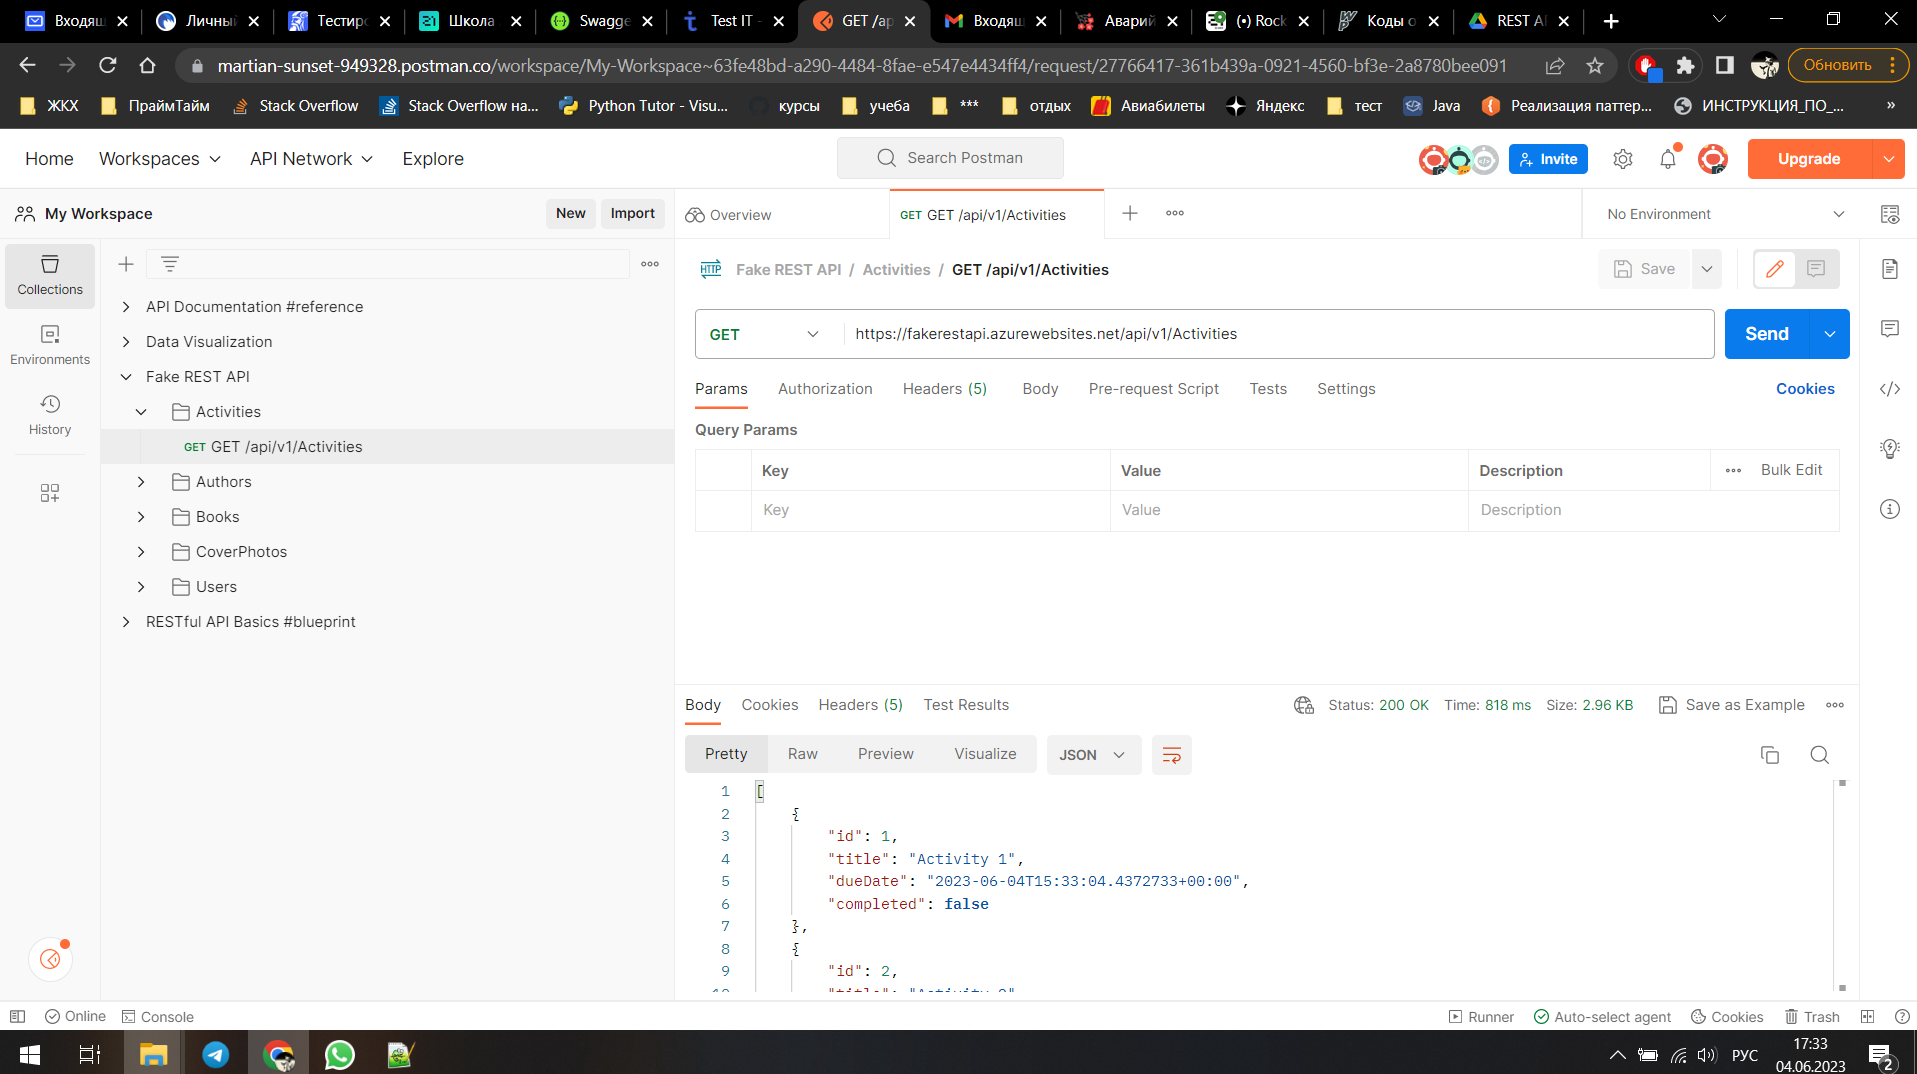 Входящ Личный Тестиро Школа Swagge Test IT - GET /ap Входящ Аварий (•) Rock Коды о REST AP
martian-sunset-949328.postman.co/workspace/My-Workspace~63fe48bd-a290-4484-8fae-e547e4434ff4/request/27766417-361b439a-0921-4560-bf3e-2a8780bee091 Обновить
ЖКХ ПраймТайм Stack Overflow Stack Overflow на... Python Tutor - Visu... курсы учеба *** отдых Авиабилеты Яндекс тест Java Реализация паттер... ИНСТРУКЦИЯ_ПО_... »
Home Workspaces API Network Explore Search Postman Invite Upgrade
My Workspace New Import Overview GET GET /api/v1/Activities No Environment
Collections
Environments
History
API Documentation #reference
Data Visualization
Fake REST API
Activities
GET GET /api/v1/Activities
Authors
Books
CoverPhotos
Users
RESTful API Basics #blueprint
HTTP Fake REST API / Activities / GET /api/v1/Activities Save
GET https://fakerestapi.azurewebsites.net/api/v1/Activities Send
Params Authorization Headers (5) Body Pre-request Script Tests Settings Cookies
Query Params
Key Value Description Bulk Edit
Key Value Description
Body Cookies Headers (5) Test Results Status: 200 OK Time: 818 ms Size: 2.96 KB Save as Example
Pretty Raw Preview Visualize JSON
1 [
2 {
3 "id": 1,
4 "title": "Activity 1",
5 "dueDate": "2023-06-04T15:33:04.4372733+00:00",
6 "completed": false
7 },
8 {
9 "id": 2,
10 "title": "Activity 2"
Online Console Runner Auto-select agent Cookies Trash
РУС 17:33
04.06.2023 2